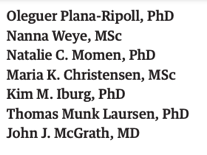 Oleguer Plana-Ripoll, PhD
Nanna Weye, MSc
Natalie C. Momen, PhD
Maria K. Christensen, MSc
Kim M. Iburg, PhD
Thomas Munk Laursen, PhD
John J. McGrath, MD